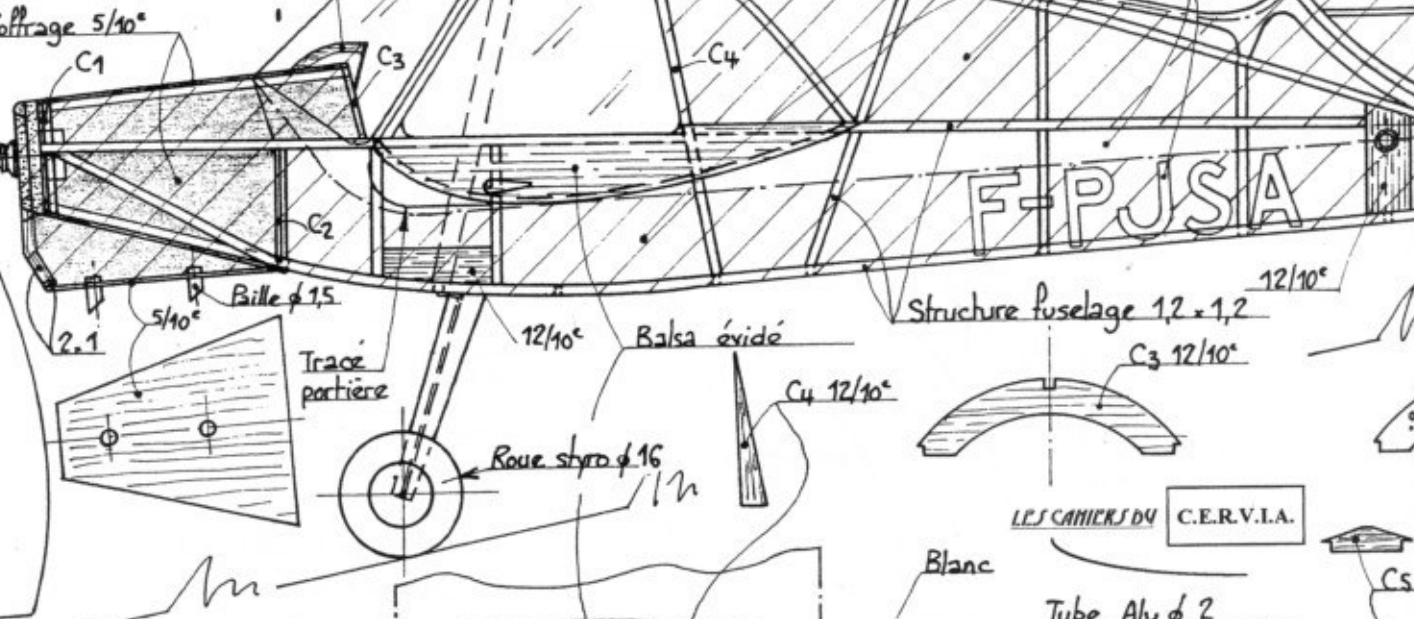 5/10e
C1
C3
C4
F-PJSA
C2
Bille ϕ 1,5
5/10e
2.1
12/10e
Tracé
portière
Balsa évidé
Structure fuselage 1,2 x 1,2
12/10e
C4 12/10e
C3 12/10e
Roue styro ϕ 16
LES CAHIERS DU C.E.R.V.I.A.
Blanc
C5
Tube Alu ϕ 2